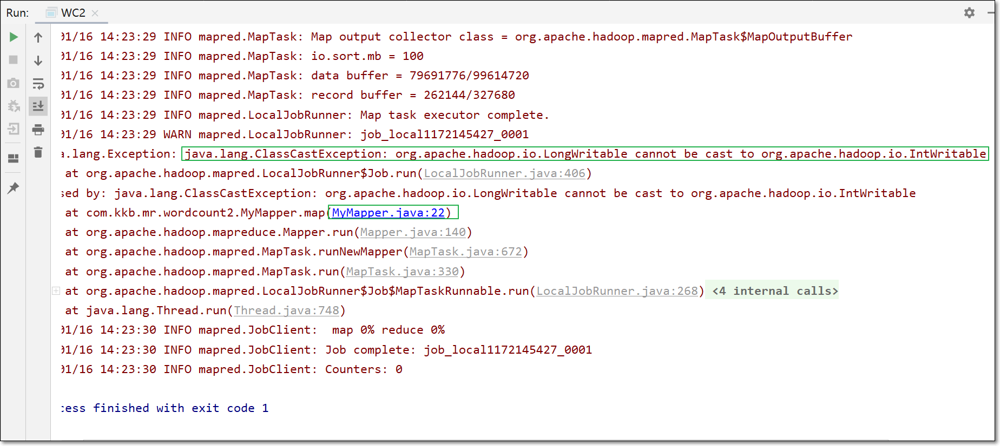 Run: WC2
01/16 14:23:29 INFO mapred.MapTask: Map output collector class = org.apache.hadoop.mapred.MapTask$MapOutputBuffer
01/16 14:23:29 INFO mapred.MapTask: io.sort.mb = 100
01/16 14:23:29 INFO mapred.MapTask: data buffer = 79691776/99614720
01/16 14:23:29 INFO mapred.MapTask: record buffer = 262144/327680
01/16 14:23:29 INFO mapred.LocalJobRunner: Map task executor complete.
01/16 14:23:29 WARN mapred.LocalJobRunner: job_local1172145427_0001
a.lang.Exception: java.lang.ClassCastException: org.apache.hadoop.io.LongWritable cannot be cast to org.apache.hadoop.io.IntWritable
at org.apache.hadoop.mapred.LocalJobRunner$Job.run(LocalJobRunner.java:406)
sed by: java.lang.ClassCastException: org.apache.hadoop.io.LongWritable cannot be cast to org.apache.hadoop.io.IntWritable
at com.kkb.mr.wordcount2.MyMapper.map(MyMapper.java:22)
at org.apache.hadoop.mapreduce.Mapper.run(Mapper.java:140)
at org.apache.hadoop.mapred.MapTask.runNewMapper(MapTask.java:672)
at org.apache.hadoop.mapred.MapTask.run(MapTask.java:330)
at org.apache.hadoop.mapred.LocalJobRunner$Job$MapTaskRunnable.run(LocalJobRunner.java:268) <4 internal calls>
at java.lang.Thread.run(Thread.java:748)
01/16 14:23:30 INFO mapred.JobClient:  map 0% reduce 0%
01/16 14:23:30 INFO mapred.JobClient: Job complete: job_local1172145427_0001
01/16 14:23:30 INFO mapred.JobClient: Counters: 0
cess finished with exit code 1